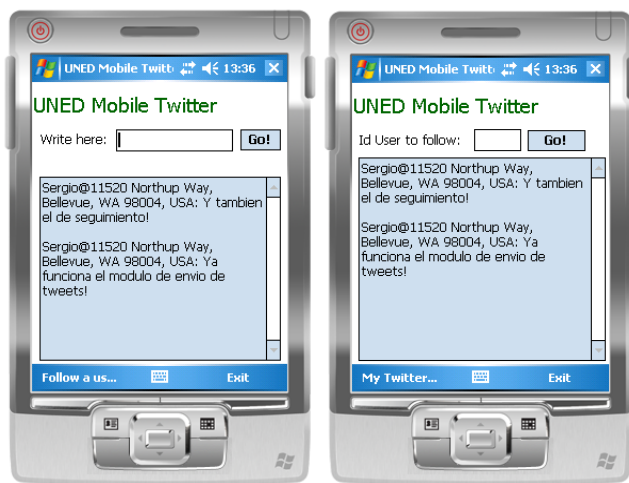 UNED Mobile Twitt
13:36
UNED Mobile Twitter
Write here:
Go!
Sergio@11520 Northup Way,
Bellevue, WA 98004, USA: Y tambien
el de seguimiento!
Sergio@11520 Northup Way,
Bellevue, WA 98004, USA: Ya
funciona el modulo de envio de
tweets!
Follow a us...
Exit
UNED Mobile Twitt
13:36
UNED Mobile Twitter
Id User to follow:
Go!
Sergio@11520 Northup Way,
Bellevue, WA 98004, USA: Y tambien
el de seguimiento!
Sergio@11520 Northup Way,
Bellevue, WA 98004, USA: Ya
funciona el modulo de envio de
tweets!
My Twitter...
Exit